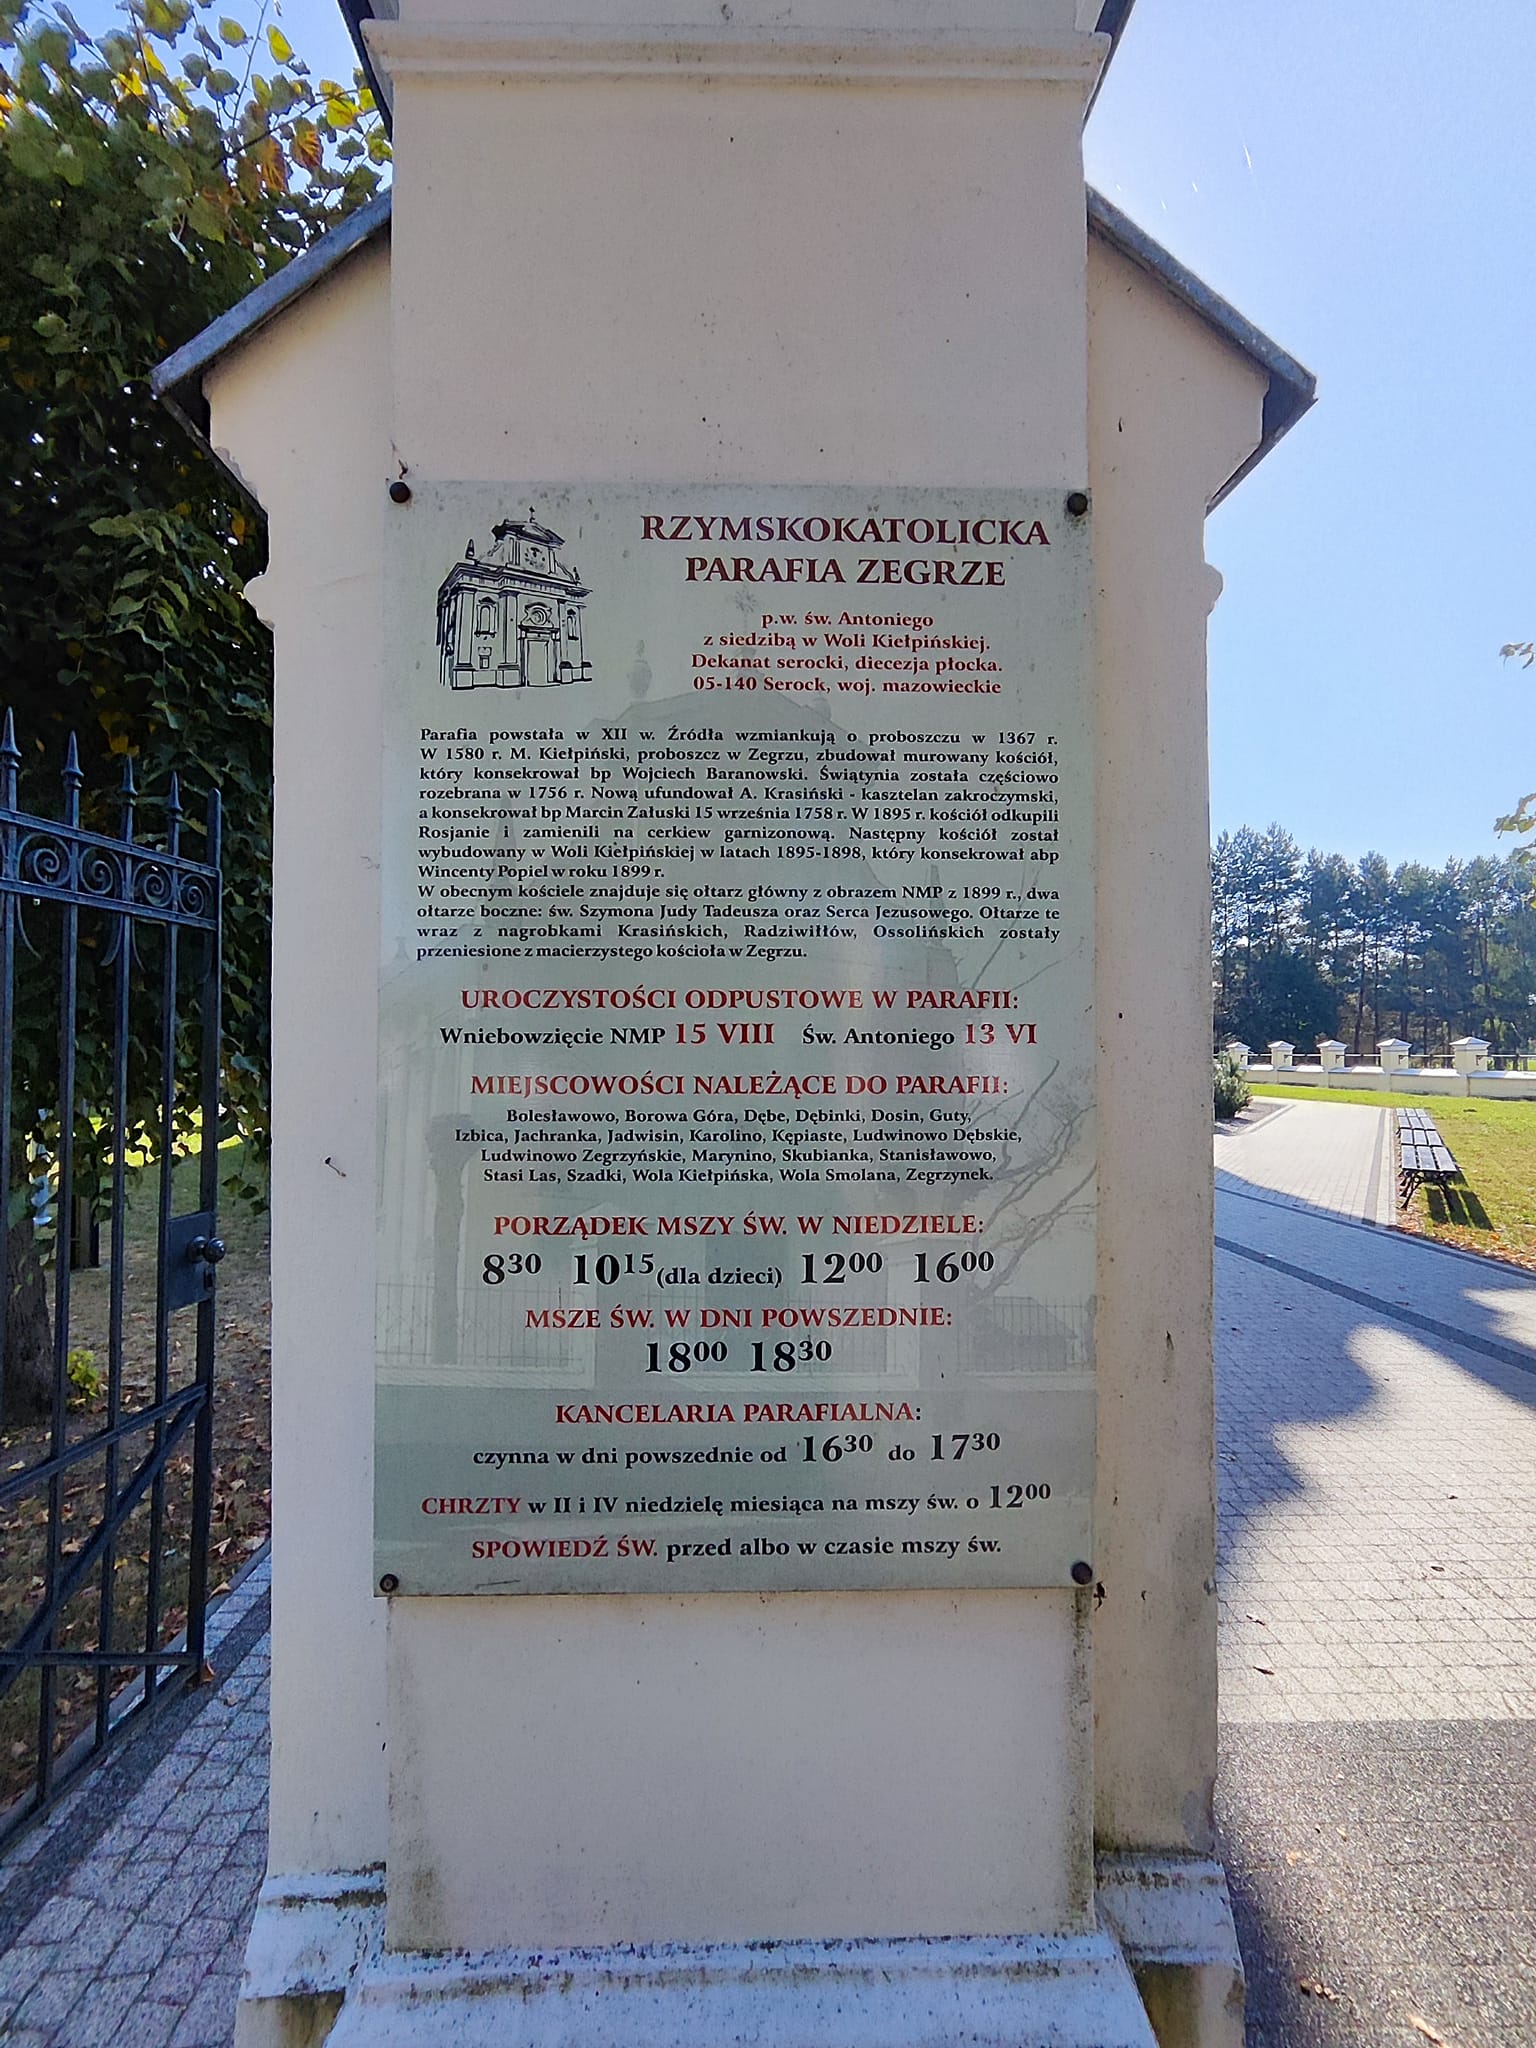 RZYMSKOKATOLICKA
PARAFIA ZEGRZE
p.w. św. Antoniego
z siedzibą w Woli Kiełpińskiej.
Dekanat serocki, diecezja płocka.
05-140 Serock, woj. mazowieckie
Parafia powstała w XII w. Źródła wzmiankują o proboszczu w 1367 r.
W 1580 r. M. Kiełpiński, proboszcz w Zegrzu, zbudował murowany kościół,
który konsekrował bp Wojciech Baranowski. Świątynia została częściowo
rozebrana w 1756 r. Nową ufundował A. Krasiński - kasztelan zakroczymski,
a konsekrował bp Marcin Załuski 15 września 1758 r. W 1895 r. kościół odkupili
Rosjanie i zamienili na cerkiew garnizonową. Następny kościół został
wybudowany w Woli Kiełpińskiej w latach 1895-1898, który konsekrował abp
Wincenty Popiel w roku 1899 r.
W obecnym kościele znajduje się ołtarz główny z obrazem NMP z 1899 r., dwa
ołtarze boczne: św. Szymona Judy Tadeusza oraz Serca Jezusowego. Ołtarze te
wraz z nagrobkami Krasińskich, Radziwiłłów, Ossolińskich zostały
przeniesione z macierzystego kościoła w Zegrzu.
UROCZYSTOŚCI ODPUSTOWE W PARAFII:
Wniebowzięcie NMP 15 VIII Św. Antoniego 13 VI
MIEJSCOWOŚCI NALEŻĄCE DO PARAFII:
Bolesławowo, Borowa Góra, Dębe, Dębinki, Dosin, Guty,
Izbica, Jachranka, Jadwisin, Karolino, Kępiaste, Ludwinowo Dębskie,
Ludwinowo Zegrzyńskie, Marynino, Skubianka, Stanisławowo,
Stasi Las, Szadki, Wola Kiełpińska, Wola Smolana, Zegrzynek.
PORZĄDEK MSZY ŚW. W NIEDZIELE:
8³⁰ 10¹⁵ (dla dzieci) 12⁰⁰ 16⁰⁰
MSZE ŚW. W DNI POWSZEDNIE:
18⁰⁰ 18³⁰
KANCELARIA PARAFIALNA:
czynna w dni powszednie od 16³⁰ do 17³⁰
CHRZTY w II i IV niedzielę miesiąca na mszy św. o 12⁰⁰
SPOWIEDŹ ŚW. przed albo w czasie mszy św.